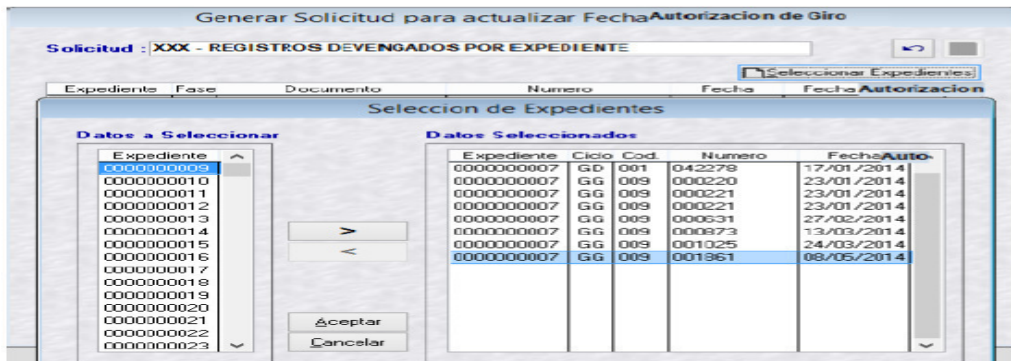 Generar Solicitud para actualizar Fecha Autorizacion de Giro
Solicitud : XXX - REGISTROS DEVENGADOS POR EXPEDIENTE
Seleccionar Expedientes
Expediente Fase Documento Numero Fecha Fecha Autorizacion
Seleccion de Expedientes
Datos a Seleccionar
Expediente
0000000009
0000000010
0000000011
0000000012
0000000013
0000000014
0000000015
0000000016
0000000017
0000000018
0000000019
0000000020
0000000021
0000000022
0000000023
>
<
Aceptar
Cancelar
Datos Seleccionados
Expediente Ciclo Cod. Numero Fecha Auto
0000000007 GD 001 042278 17/01/2014
0000000007 GG 009 000220 23/01/2014
0000000007 GG 009 000221 23/01/2014
0000000007 GG 009 000221 23/01/2014
0000000007 GG 009 000631 27/02/2014
0000000007 GG 009 000873 13/03/2014
0000000007 GG 009 001025 24/03/2014
0000000007 GG 009 001861 08/05/2014